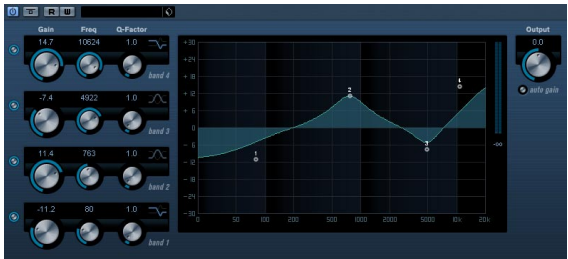 R W
Gain Freq Q-Factor
14.7 10624 1.0
band 4
-7.4 4922 1.0
band 3
11.4 763 1.0
band 2
-11.2 80 1.0
band 1
+30
+24
+18
+12
+6
0
-6
-12
-18
-24
-30
0 50 100 200 500 1000 2000 5000 10k 20k
1
2
3
4
-∞
Output
0.0
auto gain